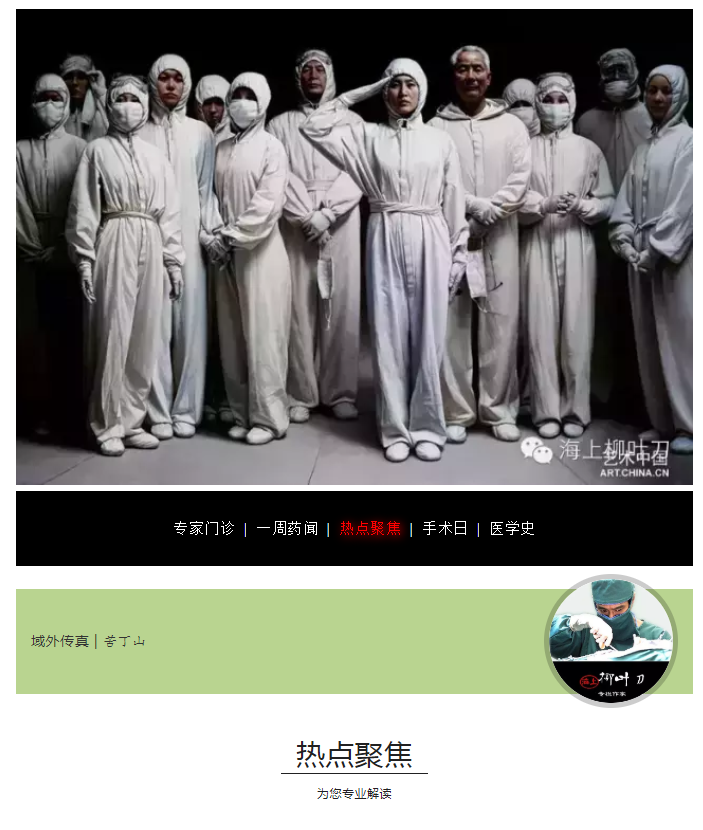 海上柳叶刀
艺术中国
ART.CHINA.CN
专家门诊 | 一周药闻 | 热点聚焦 | 手术日 | 医学史
域外传真 | 苦丁山
海上柳叶刀
专栏作家
热点聚焦
为您专业解读